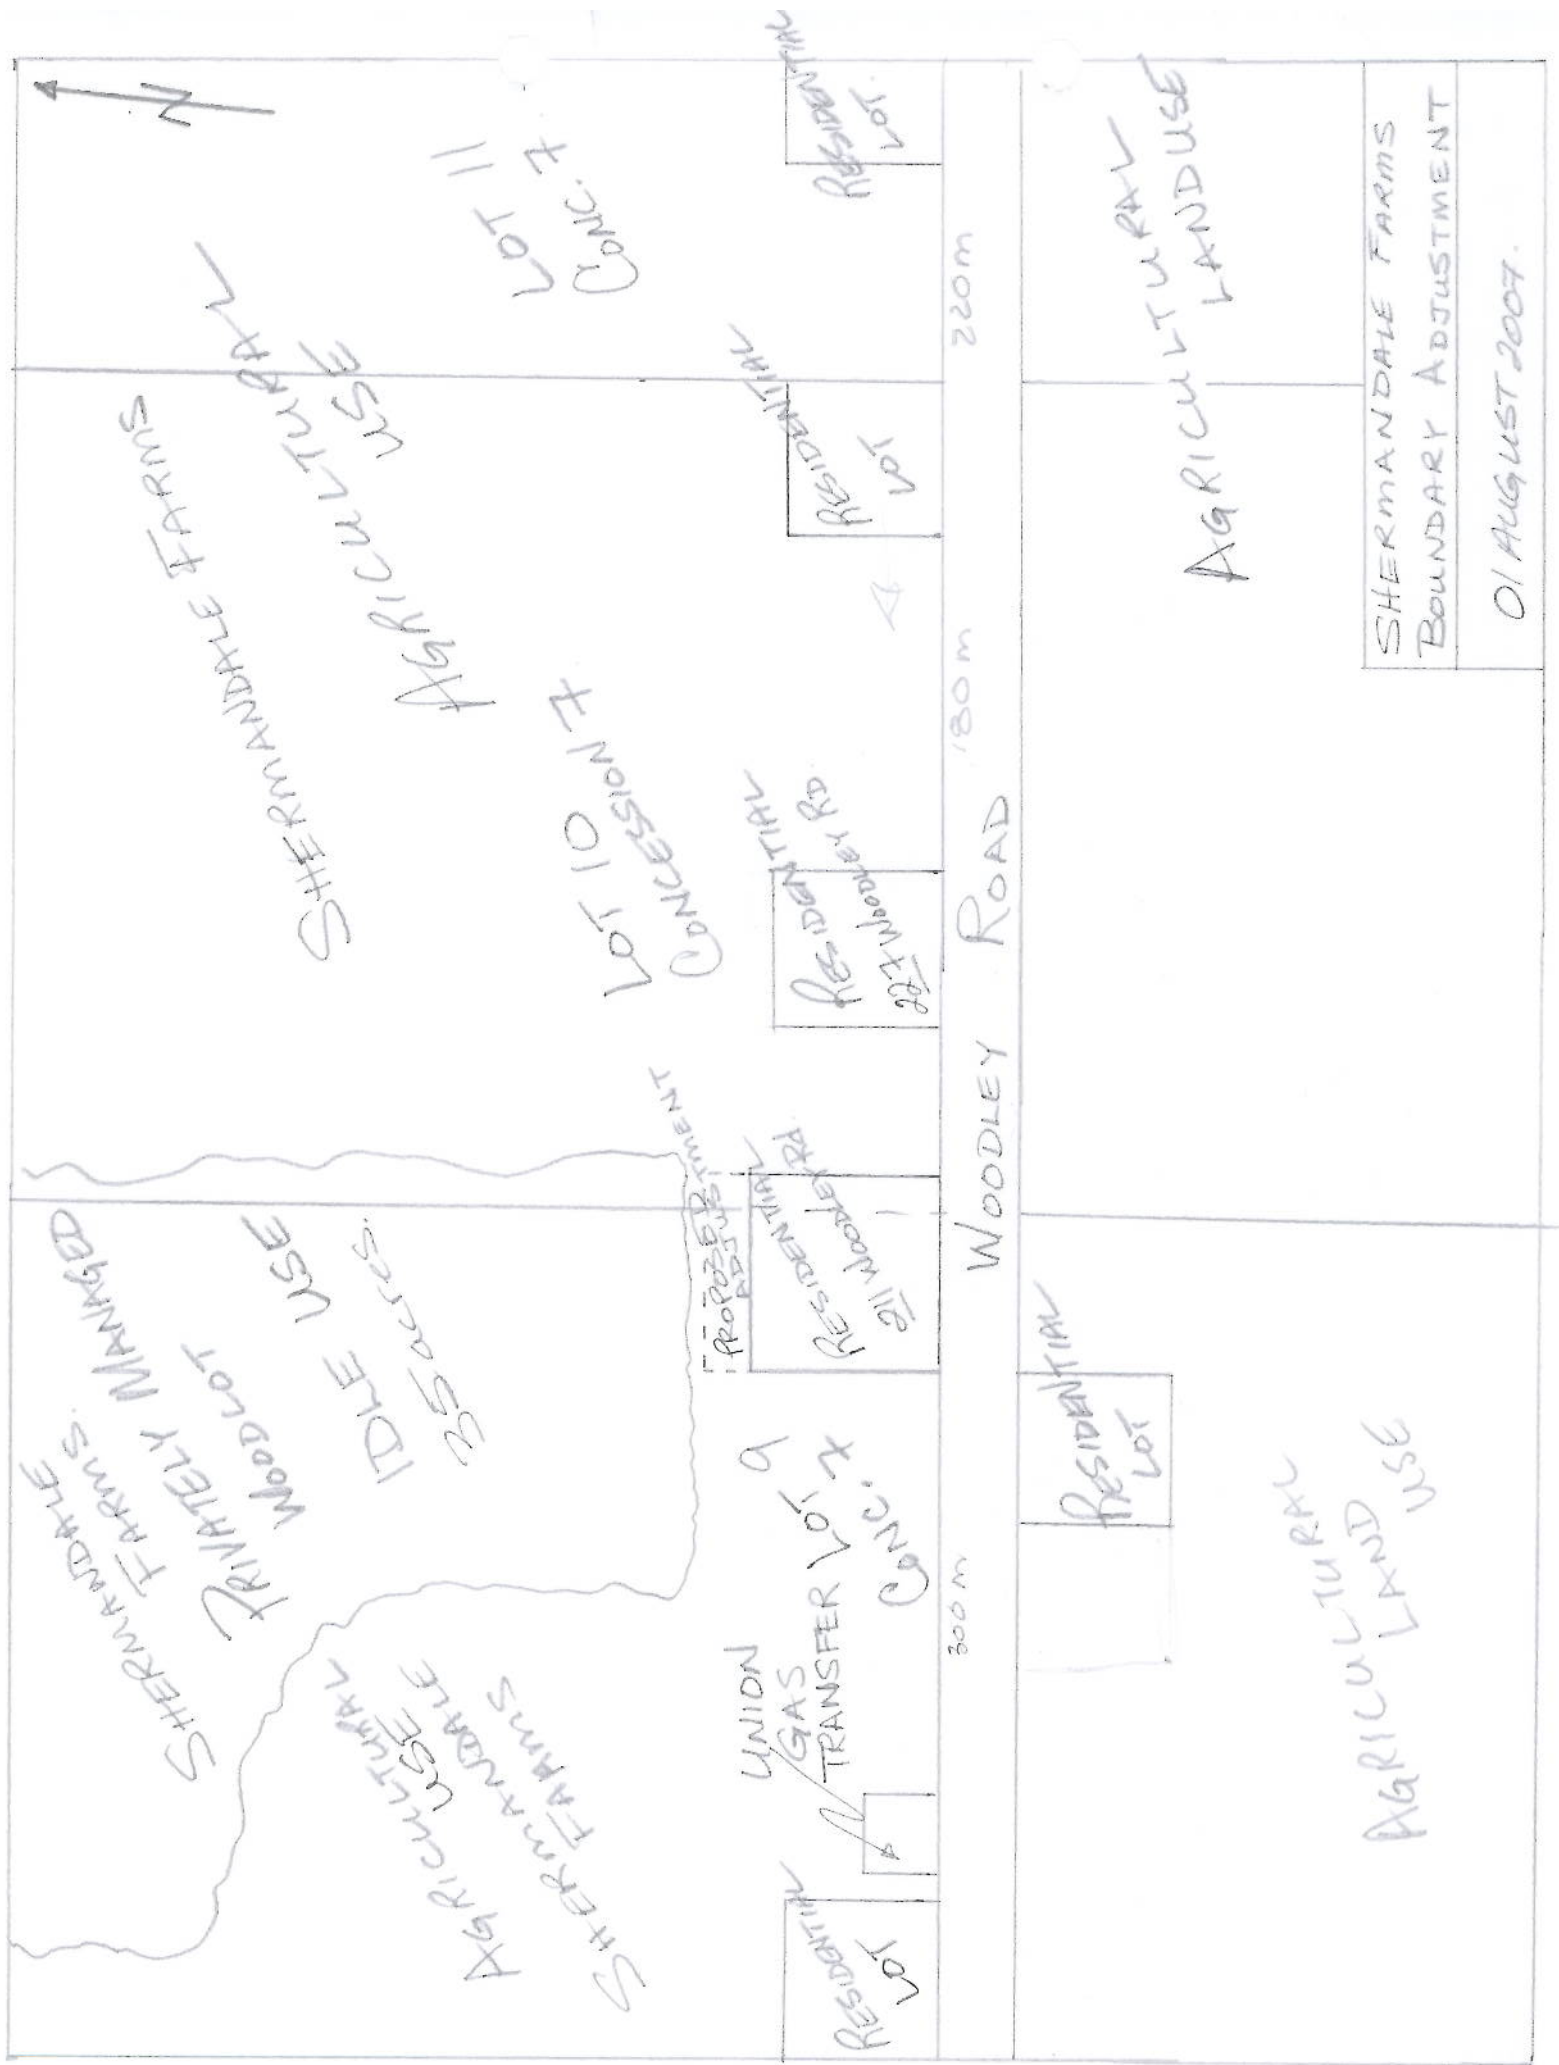 N
SHERMANDALE
FARMS.
PRIVATELY MANAGED
WOODLOT
IDLE USE
35 acres.
AGRICULTURAL
USE
SHERMANDALE
FARMS
SHERMANDALE FARMS
AGRICULTURAL
USE
LOT 10
CONCESSION 7
LOT 11
CONC. 7
UNION
GAS
TRANSFER
LOT 9
CONC. 7
PROPOSED
ADJUSTMENT
RESIDENTIAL
LOT
RESIDENTIAL
211 WOODLEY Rd.
RESIDENTIAL
227 WOODLEY RD.
RESIDENTIAL
LOT
RESIDENTIAL
LOT
300m
WOODLEY ROAD
180m
220m
RESIDENTIAL
LOT
AGRICULTURAL
LAND
USE
AGRICULTURAL
LANDUSE
SHERMANDALE FARMS
BOUNDARY ADJUSTMENT
01 AUGUST 2007.